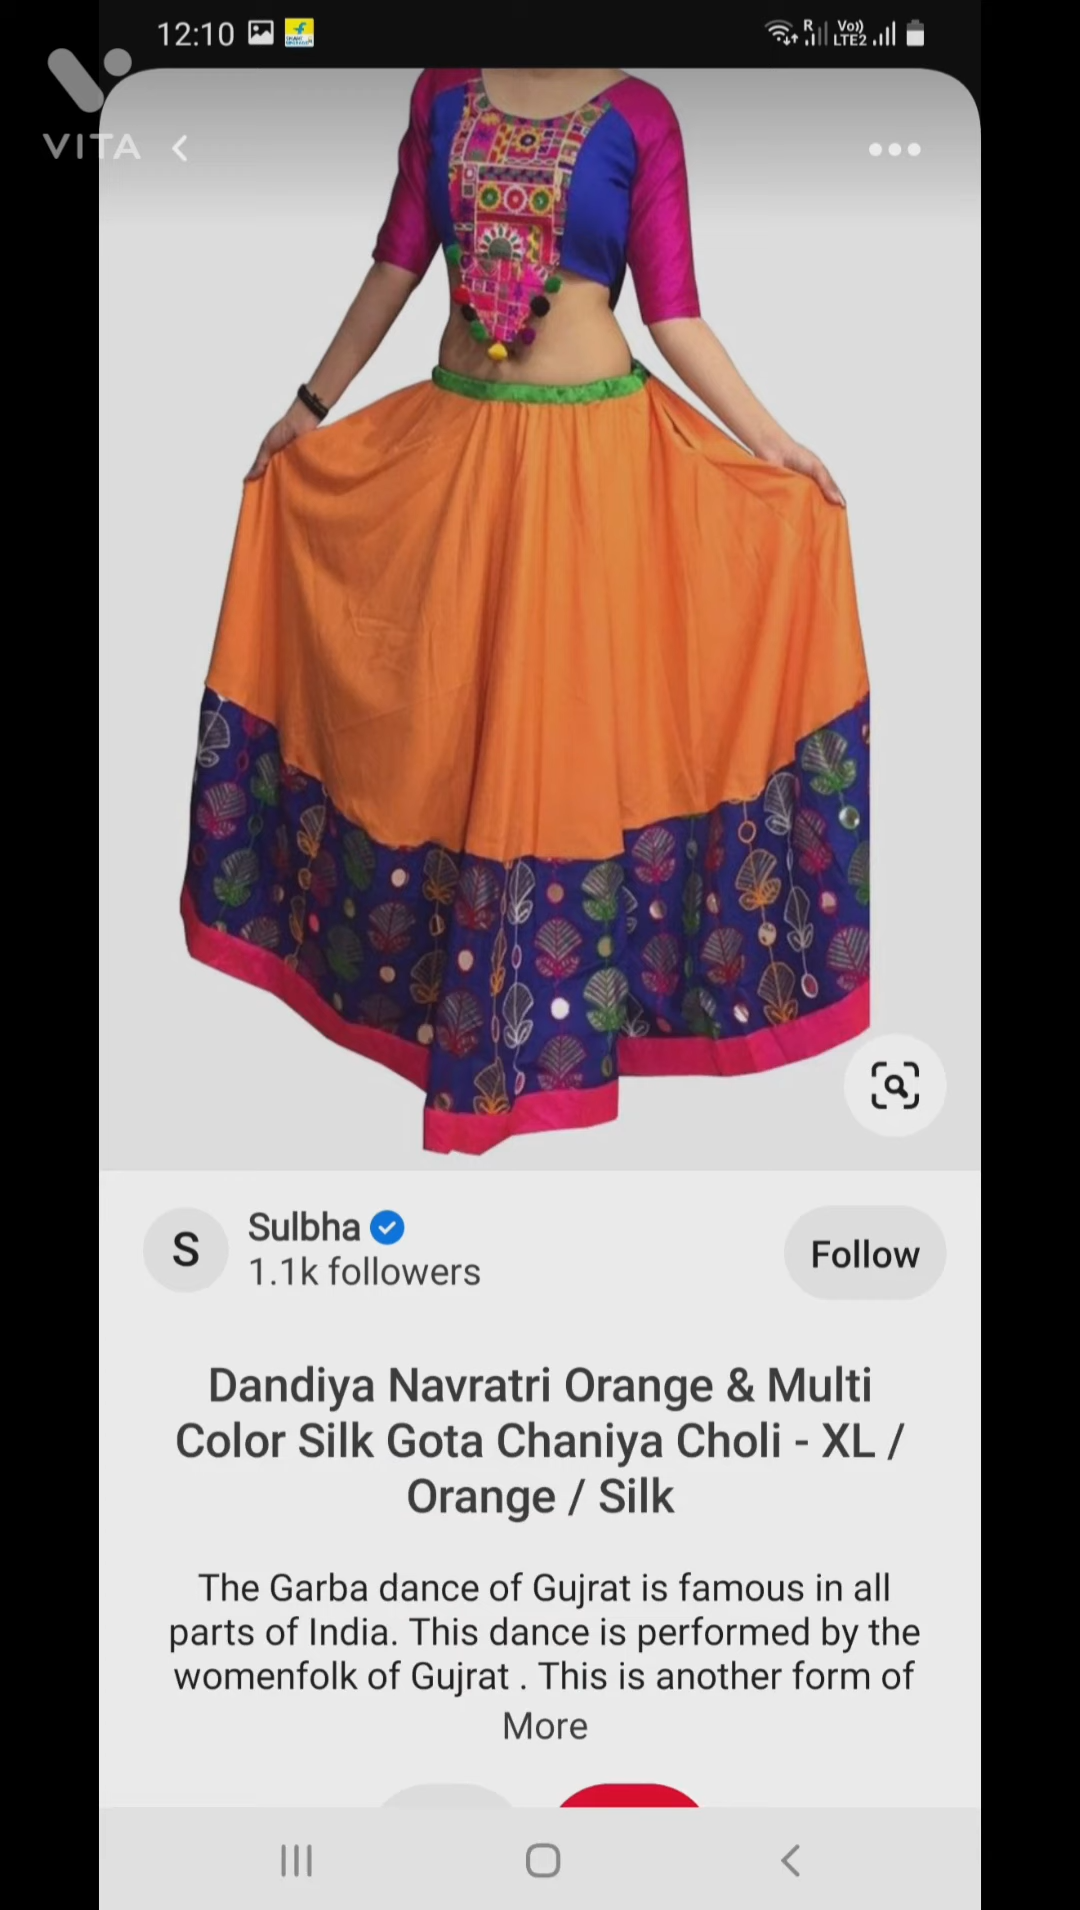 12:10
R
Vo))
LTE2
VITA
Sulbha
1.1k followers
S
Follow
Dandiya Navratri Orange & Multi
Color Silk Gota Chaniya Choli - XL /
Orange / Silk
The Garba dance of Gujrat is famous in all
parts of India. This dance is performed by the
womenfolk of Gujrat . This is another form of
More